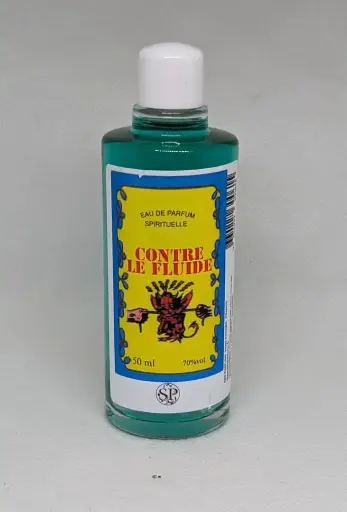 EAU DE PARFUM
SPIRITUELLE
CONTRE
LE FLUIDE
50 ml 70%vol
SP